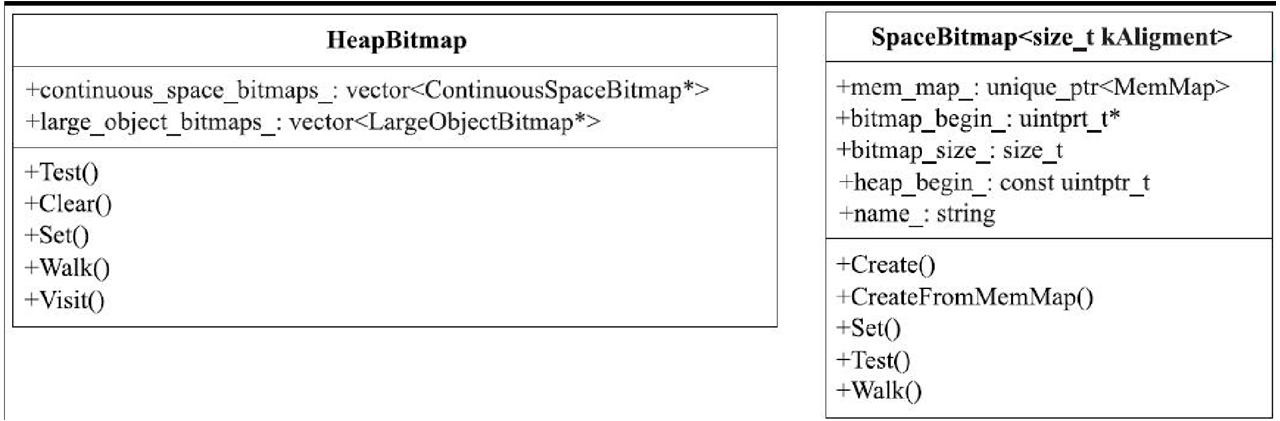 HeapBitmap
+continuous_space_bitmaps_: vector<ContinuousSpaceBitmap*>
+large_object_bitmaps_: vector<LargeObjectBitmap*>
+Test()
+Clear()
+Set()
+Walk()
+Visit()
SpaceBitmap<size_t kAligment>
+mem_map_: unique_ptr<MemMap>
+bitmap_begin_: uintprt_t*
+bitmap_size_: size_t
+heap_begin_: const uintptr_t
+name_: string
+Create()
+CreateFromMemMap()
+Set()
+Test()
+Walk()